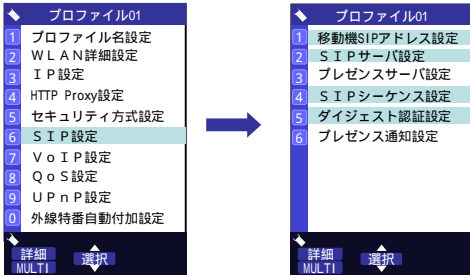 プロファイル01
1 プロファイル名設定
2 ＷＬＡＮ詳細設定
3 ＩＰ設定
4 HTTP Proxy設定
5 セキュリティ方式設定
6 ＳＩＰ設定
7 ＶｏＩＰ設定
8 ＱｏＳ設定
9 ＵＰｎＰ設定
0 外線特番自動付加設定
詳細 選択
MULTI
プロファイル01
1 移動機SIPアドレス設定
2 ＳＩＰサーバ設定
3 プレゼンスサーバ設定
4 ＳＩＰシーケンス設定
5 ダイジェスト認証設定
6 プレゼンス通知設定
詳細 選択
MULTI